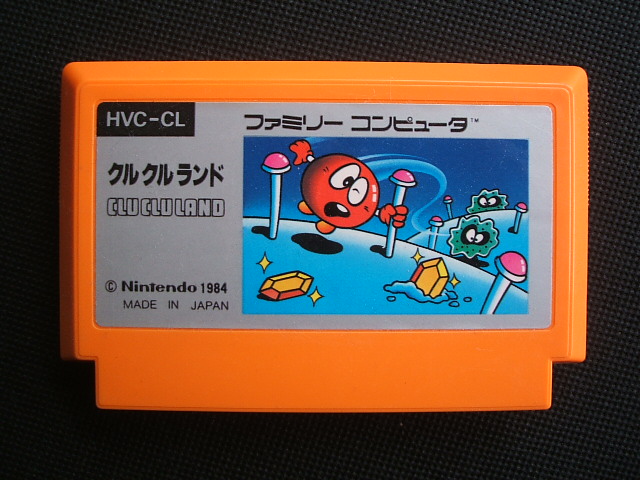 HVC-CL
ファミリー コンピュータ™
クルクルランド
CLU CLU LAND
© Nintendo 1984
MADE IN JAPAN